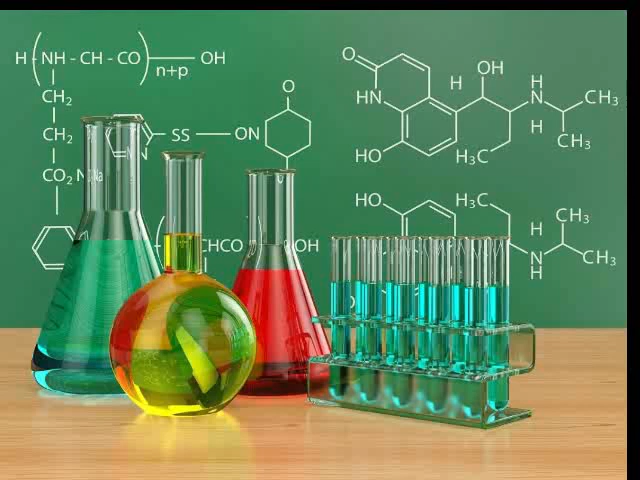 H ( NH - CH - CO ) n+p OH
CH₂
CH₂
CO₂ N Na
SS ON
O
CHCO OH
O
HN
HO
H OH
H
N
H
CH₃
CH₃
H₃C
HO
H₃C
H
N
H
CH₃
CH₃